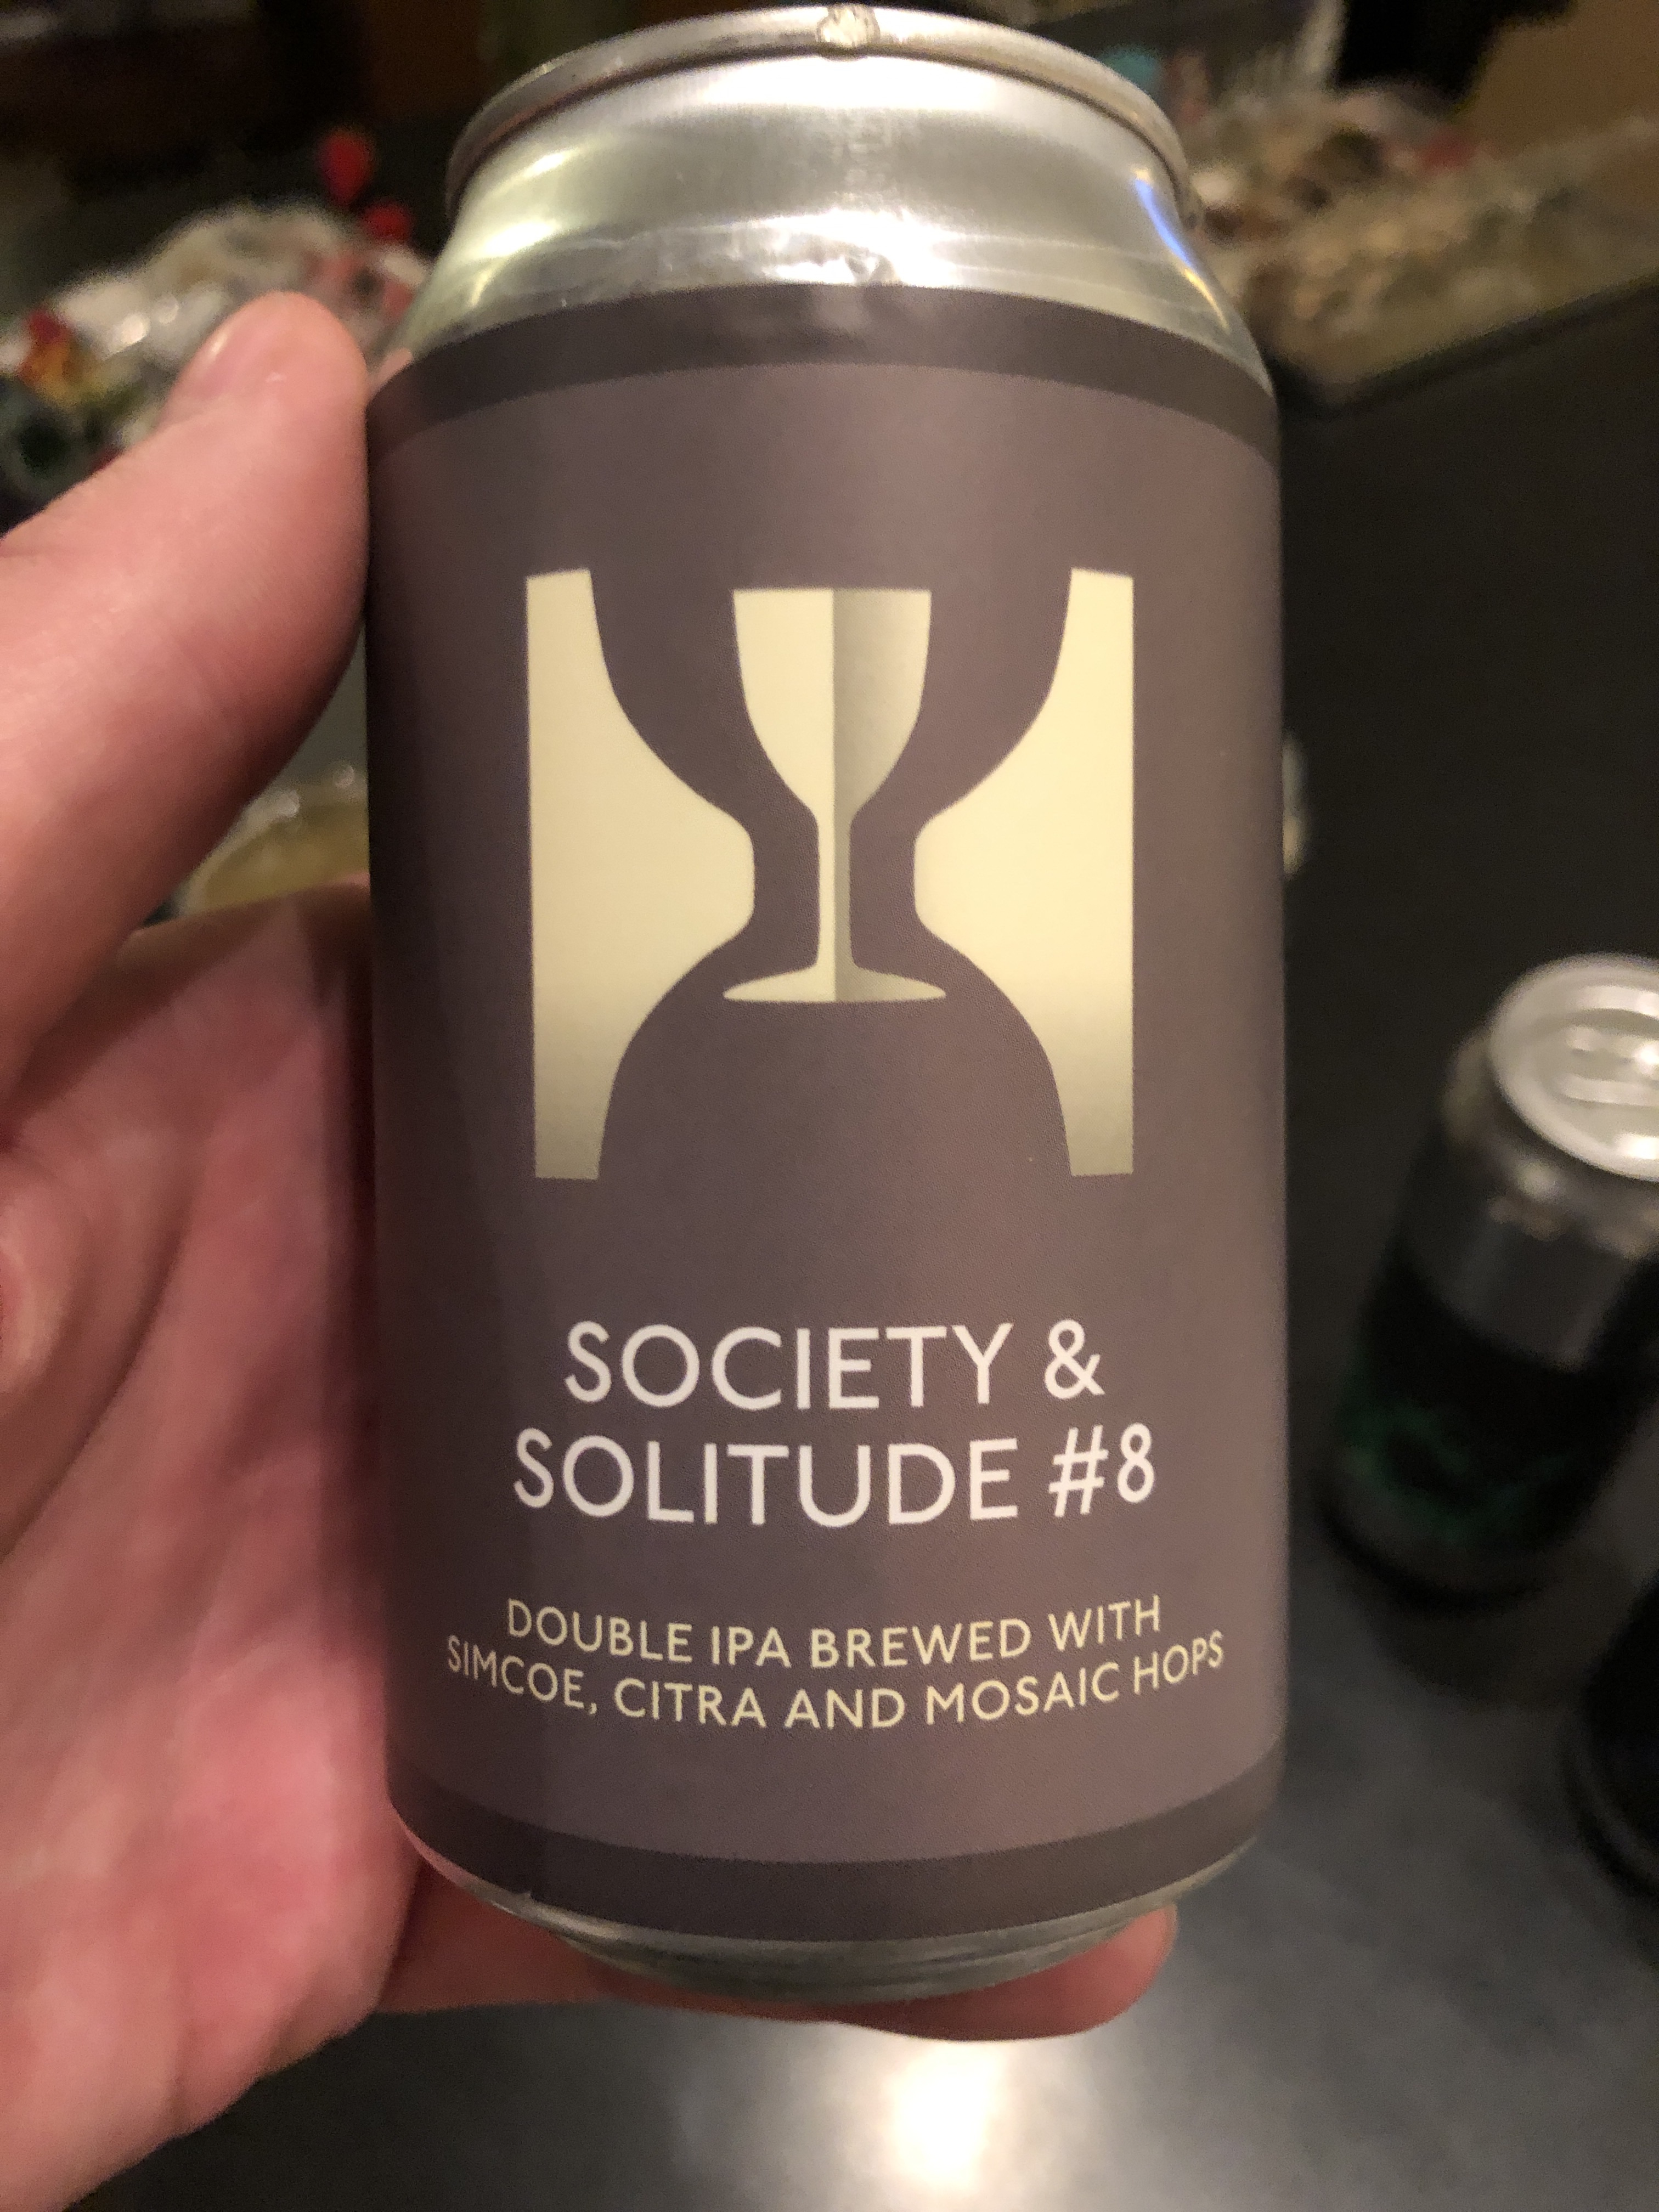 SOCIETY &
SOLITUDE #8
DOUBLE IPA BREWED WITH
SIMCOE, CITRA AND MOSAIC HOPS